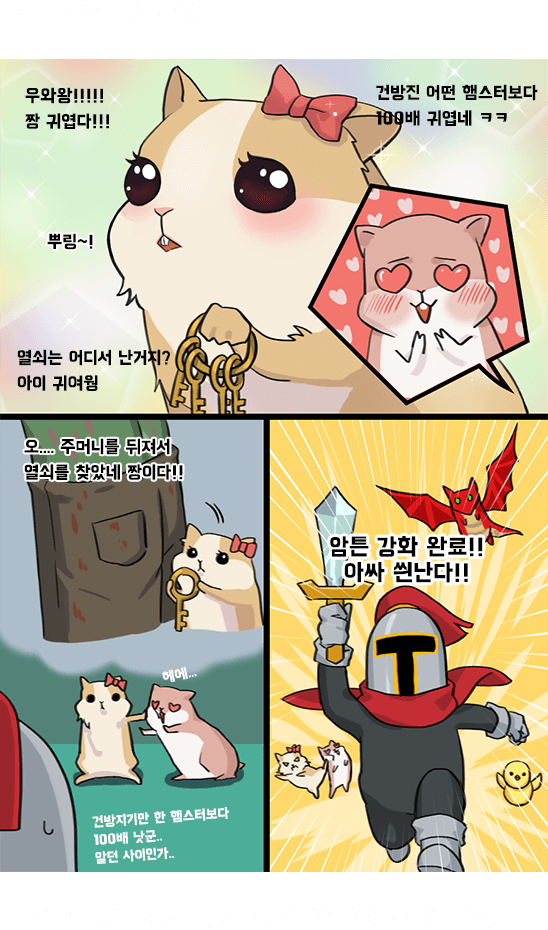 우와왕!!!!!
짱 귀엽다!!!
건방진 어떤 햄스터보다
100배 귀엽네 ㅋㅋ
뿌링~!
열쇠는 어디서 난거지?
아이 귀여웡
오.... 주머니를 뒤져서
열쇠를 찾았네 짱이다!!
헤에...
건방지기만 한 햄스터보다
100배 낫군..
알던 사이인가..
암튼 강화 완료!!
아싸 씐난다!!